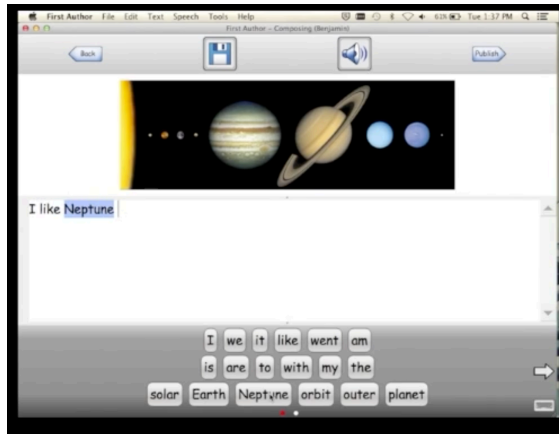 First Author File Edit Text Speech Tools Help 61% Tue 1:37 PM
First Author - Composing (Benjamin)
Back
Publish
I like Neptune
I we it like went am
is are to with my the
solar Earth Neptune orbit outer planet